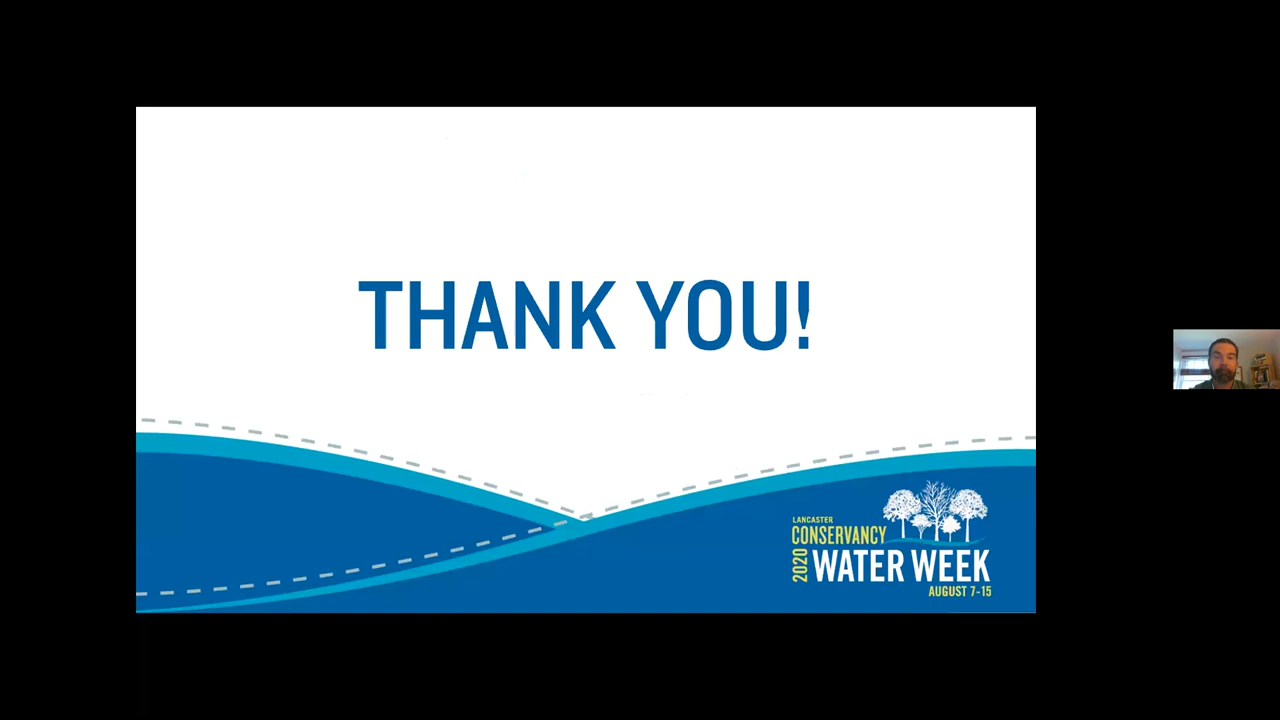 THANK YOU!
LANCASTER
CONSERVANCY
2020
WATER WEEK
AUGUST 7-15